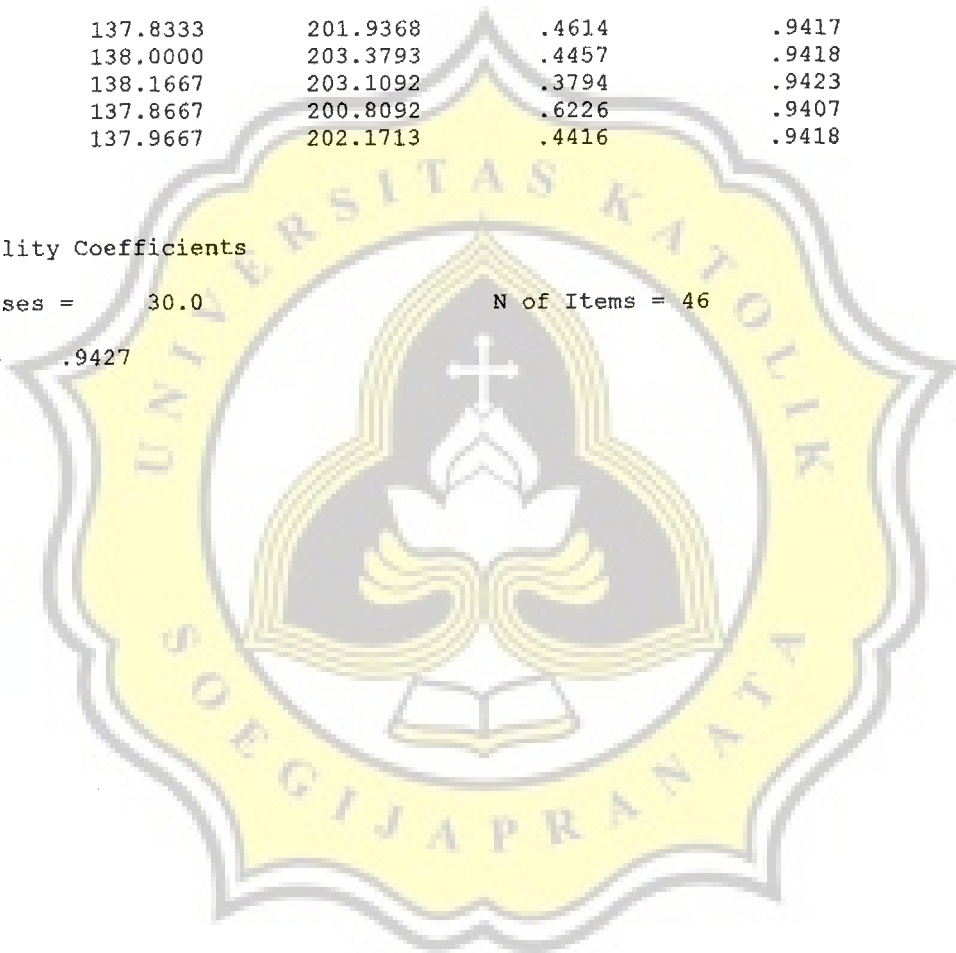 137.8333 201.9368 .4614 .9417
138.0000 203.3793 .4457 .9418
138.1667 203.1092 .3794 .9423
137.8667 200.8092 .6226 .9407
137.9667 202.1713 .4416 .9418
lity Coefficients
ses = 30.0 N of Items = 46
.9427
UNIVERSITAS KATOLIK
SOEGIJAPRANATA